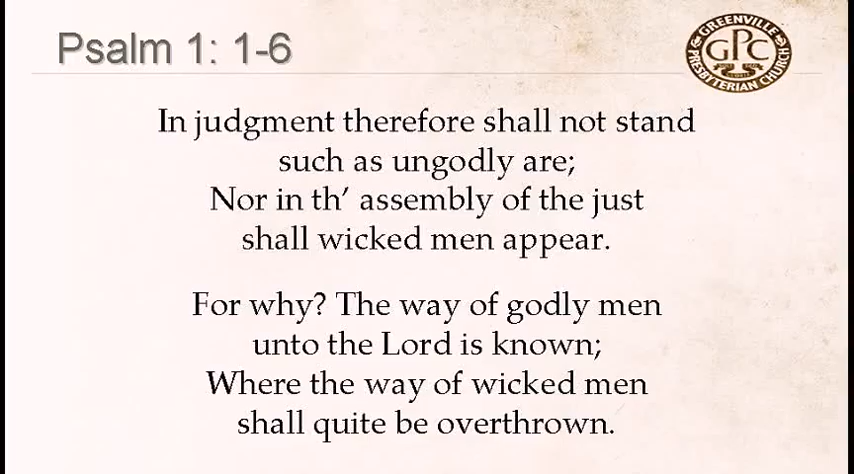 Psalm 1: 1-6
GREENVILLE
GPC
PRESBYTERIAN CHURCH
In judgment therefore shall not stand
such as ungodly are;
Nor in th’ assembly of the just
shall wicked men appear.
For why? The way of godly men
unto the Lord is known;
Where the way of wicked men
shall quite be overthrown.